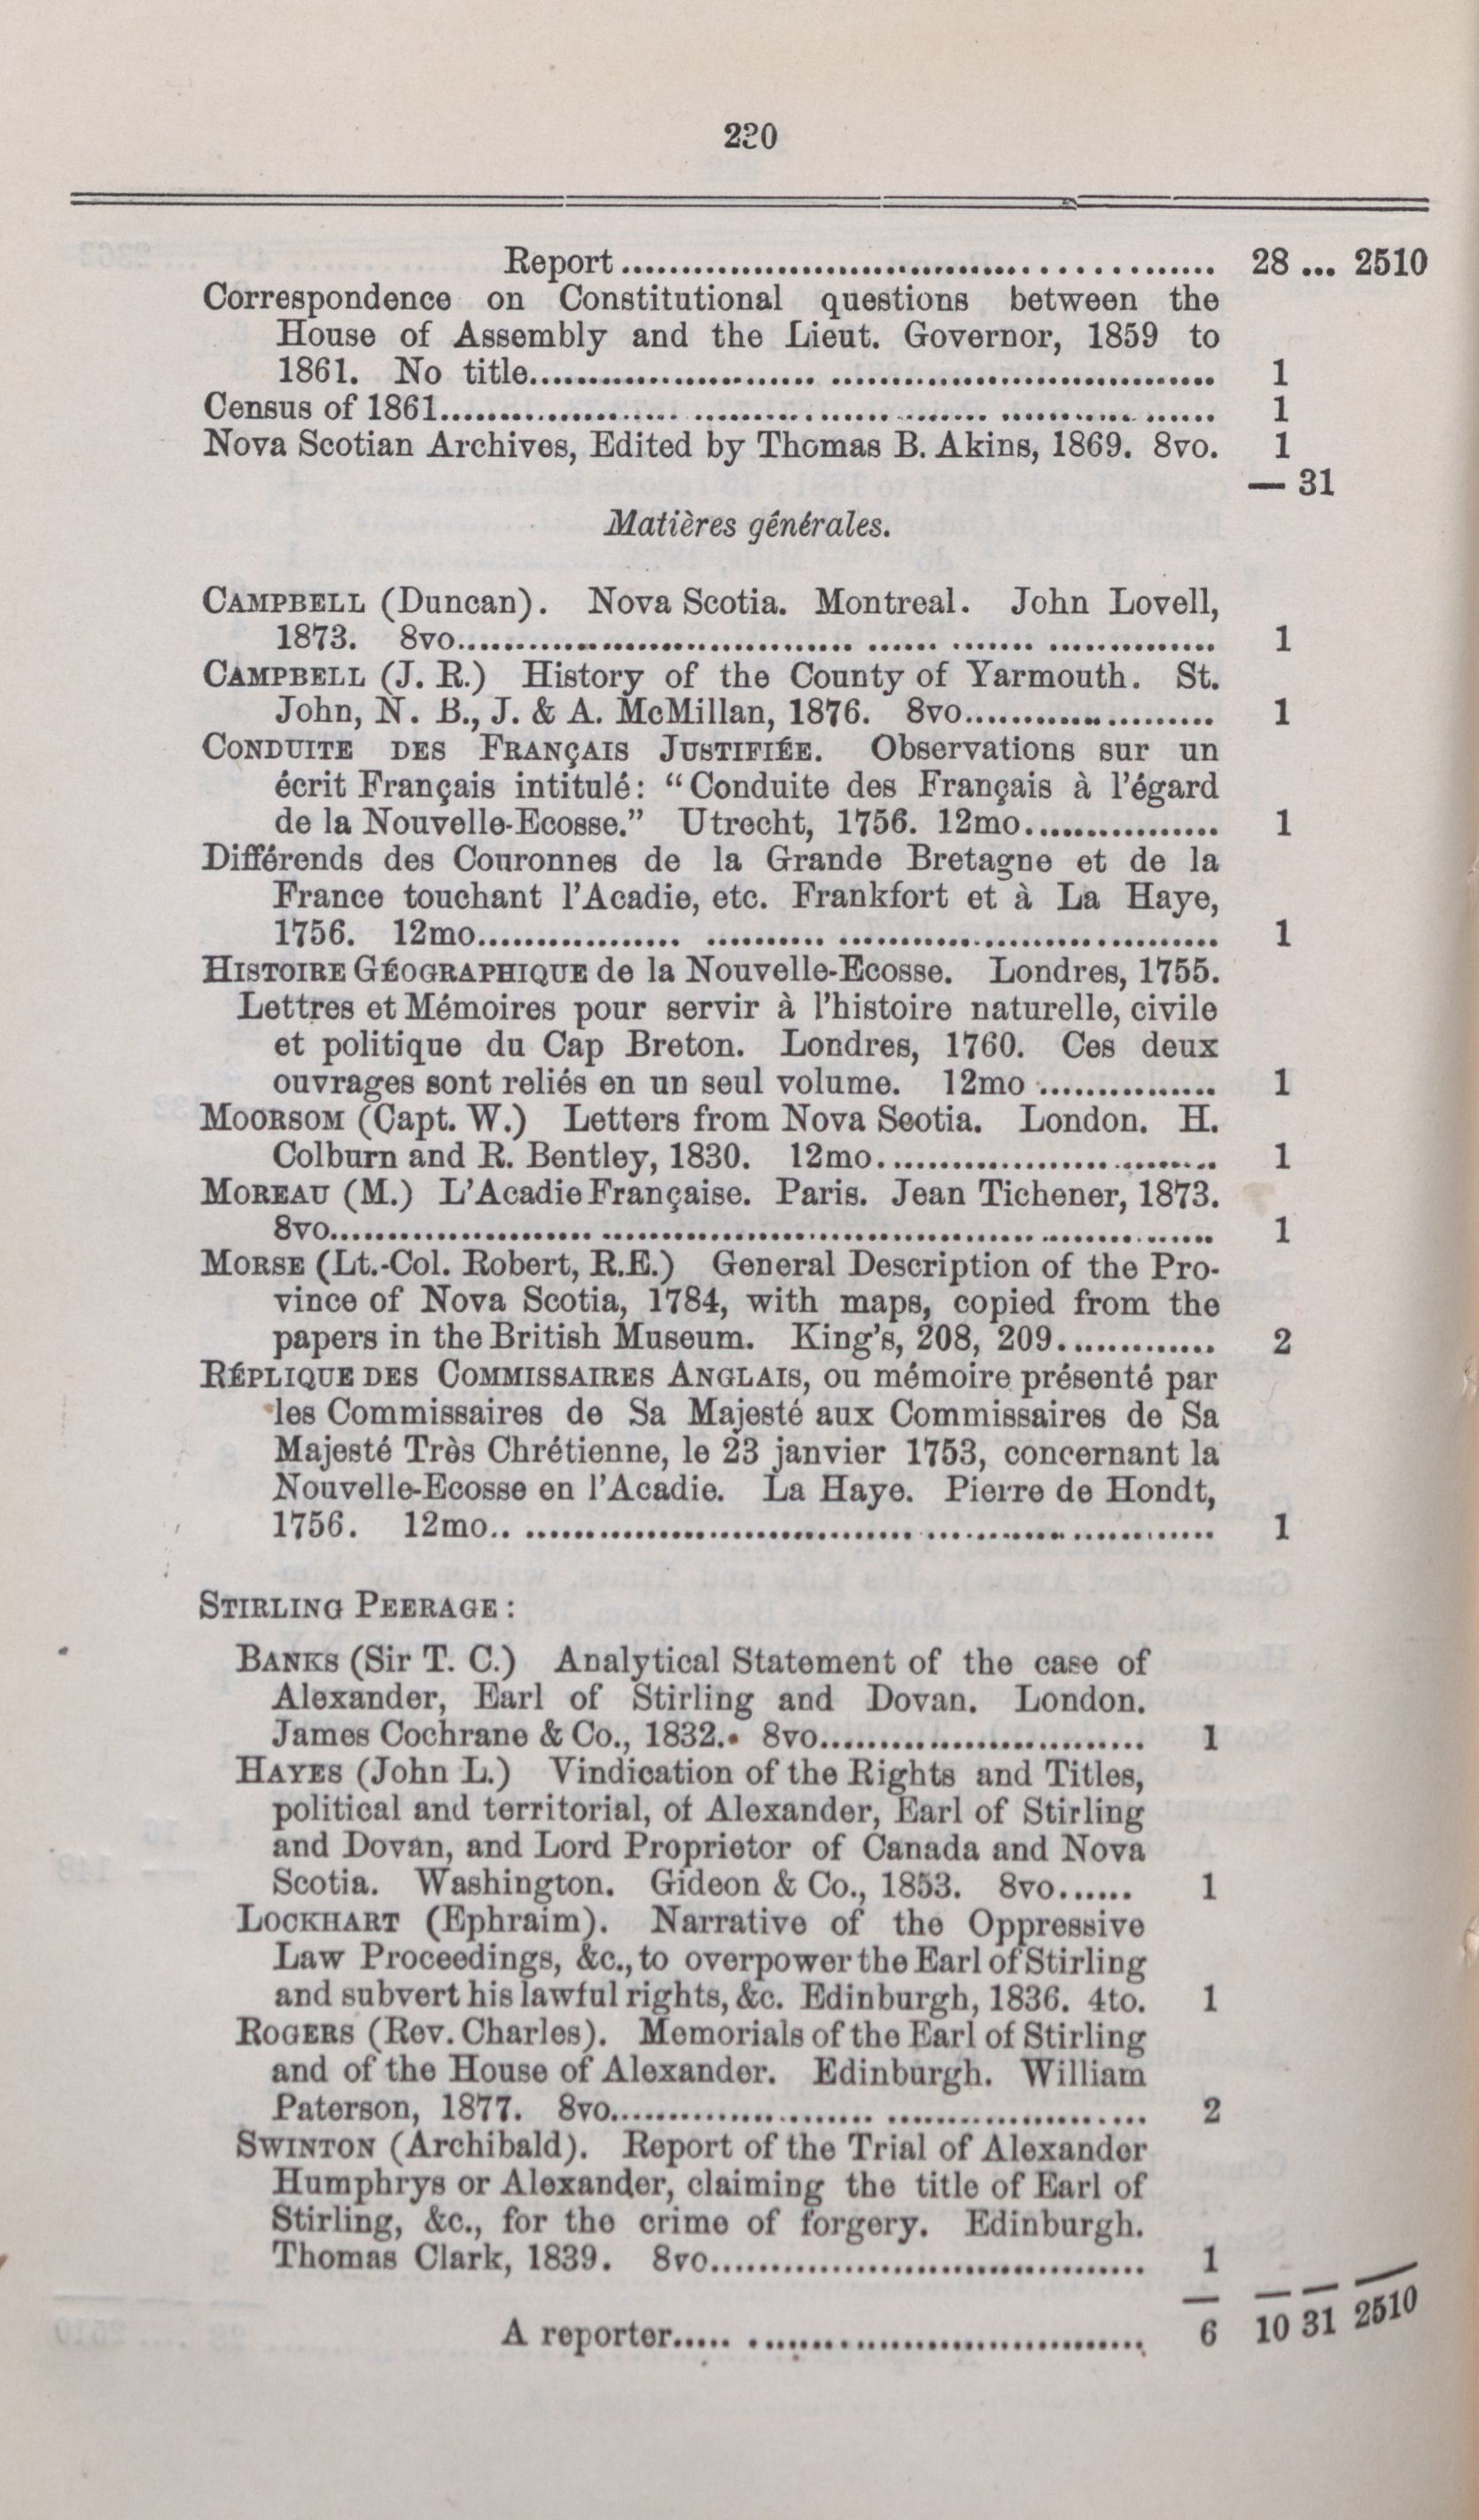 220
Report........ 28 ... 2510
Correspondence on Constitutional questions between the
House of Assembly and the Lieut. Governor, 1859 to
1861. No title........ 1
Census of 1861........ 1
Nova Scotian Archives, Edited by Thomas B. Akins, 1869. 8vo. 1
— 31
Matières générales.
CAMPBELL (Duncan). Nova Scotia. Montreal. John Lovell,
1873. 8vo........ 1
CAMPBELL (J. R.) History of the County of Yarmouth. St.
John, N. B., J. & A. McMillan, 1876. 8vo........ 1
CONDUITE DES FRANÇAIS JUSTIFIÉE. Observations sur un
écrit Français intitulé: “Conduite des Français à l'égard
de la Nouvelle-Ecosse.” Utrecht, 1756. 12mo........ 1
Différends des Couronnes de la Grande Bretagne et de la
France touchant l'Acadie, etc. Frankfort et à La Haye,
1756. 12mo........ 1
HISTOIRE GÉOGRAPHIQUE de la Nouvelle-Ecosse. Londres, 1755.
Lettres et Mémoires pour servir à l'histoire naturelle, civile
et politique du Cap Breton. Londres, 1760. Ces deux
ouvrages sont reliés en un seul volume. 12mo........ 1
MOORSOM (Capt. W.) Letters from Nova Scotia. London. H.
Colburn and R. Bentley, 1830. 12mo........ 1
MOREAU (M.) L'Acadie Française. Paris. Jean Tichener, 1873.
8vo........ 1
MORSE (Lt.-Col. Robert, R.E.) General Description of the Pro-
vince of Nova Scotia, 1784, with maps, copied from the
papers in the British Museum. King's, 208, 209........ 2
RÉPLIQUE DES COMMISSAIRES ANGLAIS, ou mémoire présenté par
les Commissaires de Sa Majesté aux Commissaires de Sa
Majesté Très Chrétienne, le 23 janvier 1753, concernant la
Nouvelle-Ecosse en l'Acadie. La Haye. Pierre de Hondt,
1756. 12mo........ 1
STIRLING PEERAGE :
BANKS (Sir T. C.) Analytical Statement of the case of
Alexander, Earl of Stirling and Dovan. London.
James Cochrane & Co., 1832. 8vo........ 1
HAYES (John L.) Vindication of the Rights and Titles,
political and territorial, of Alexander, Earl of Stirling
and Dovan, and Lord Proprietor of Canada and Nova
Scotia. Washington. Gideon & Co., 1853. 8vo...... 1
LOCKHART (Ephraim). Narrative of the Oppressive
Law Proceedings, &c., to overpower the Earl of Stirling
and subvert his lawful rights, &c. Edinburgh, 1836. 4to. 1
ROGERS (Rev. Charles). Memorials of the Earl of Stirling
and of the House of Alexander. Edinburgh. William
Paterson, 1877. 8vo........ 2
SWINTON (Archibald). Report of the Trial of Alexander
Humphrys or Alexander, claiming the title of Earl of
Stirling, &c., for the crime of forgery. Edinburgh.
Thomas Clark, 1839. 8vo........ 1
A reporter........ 6 10 31 2510